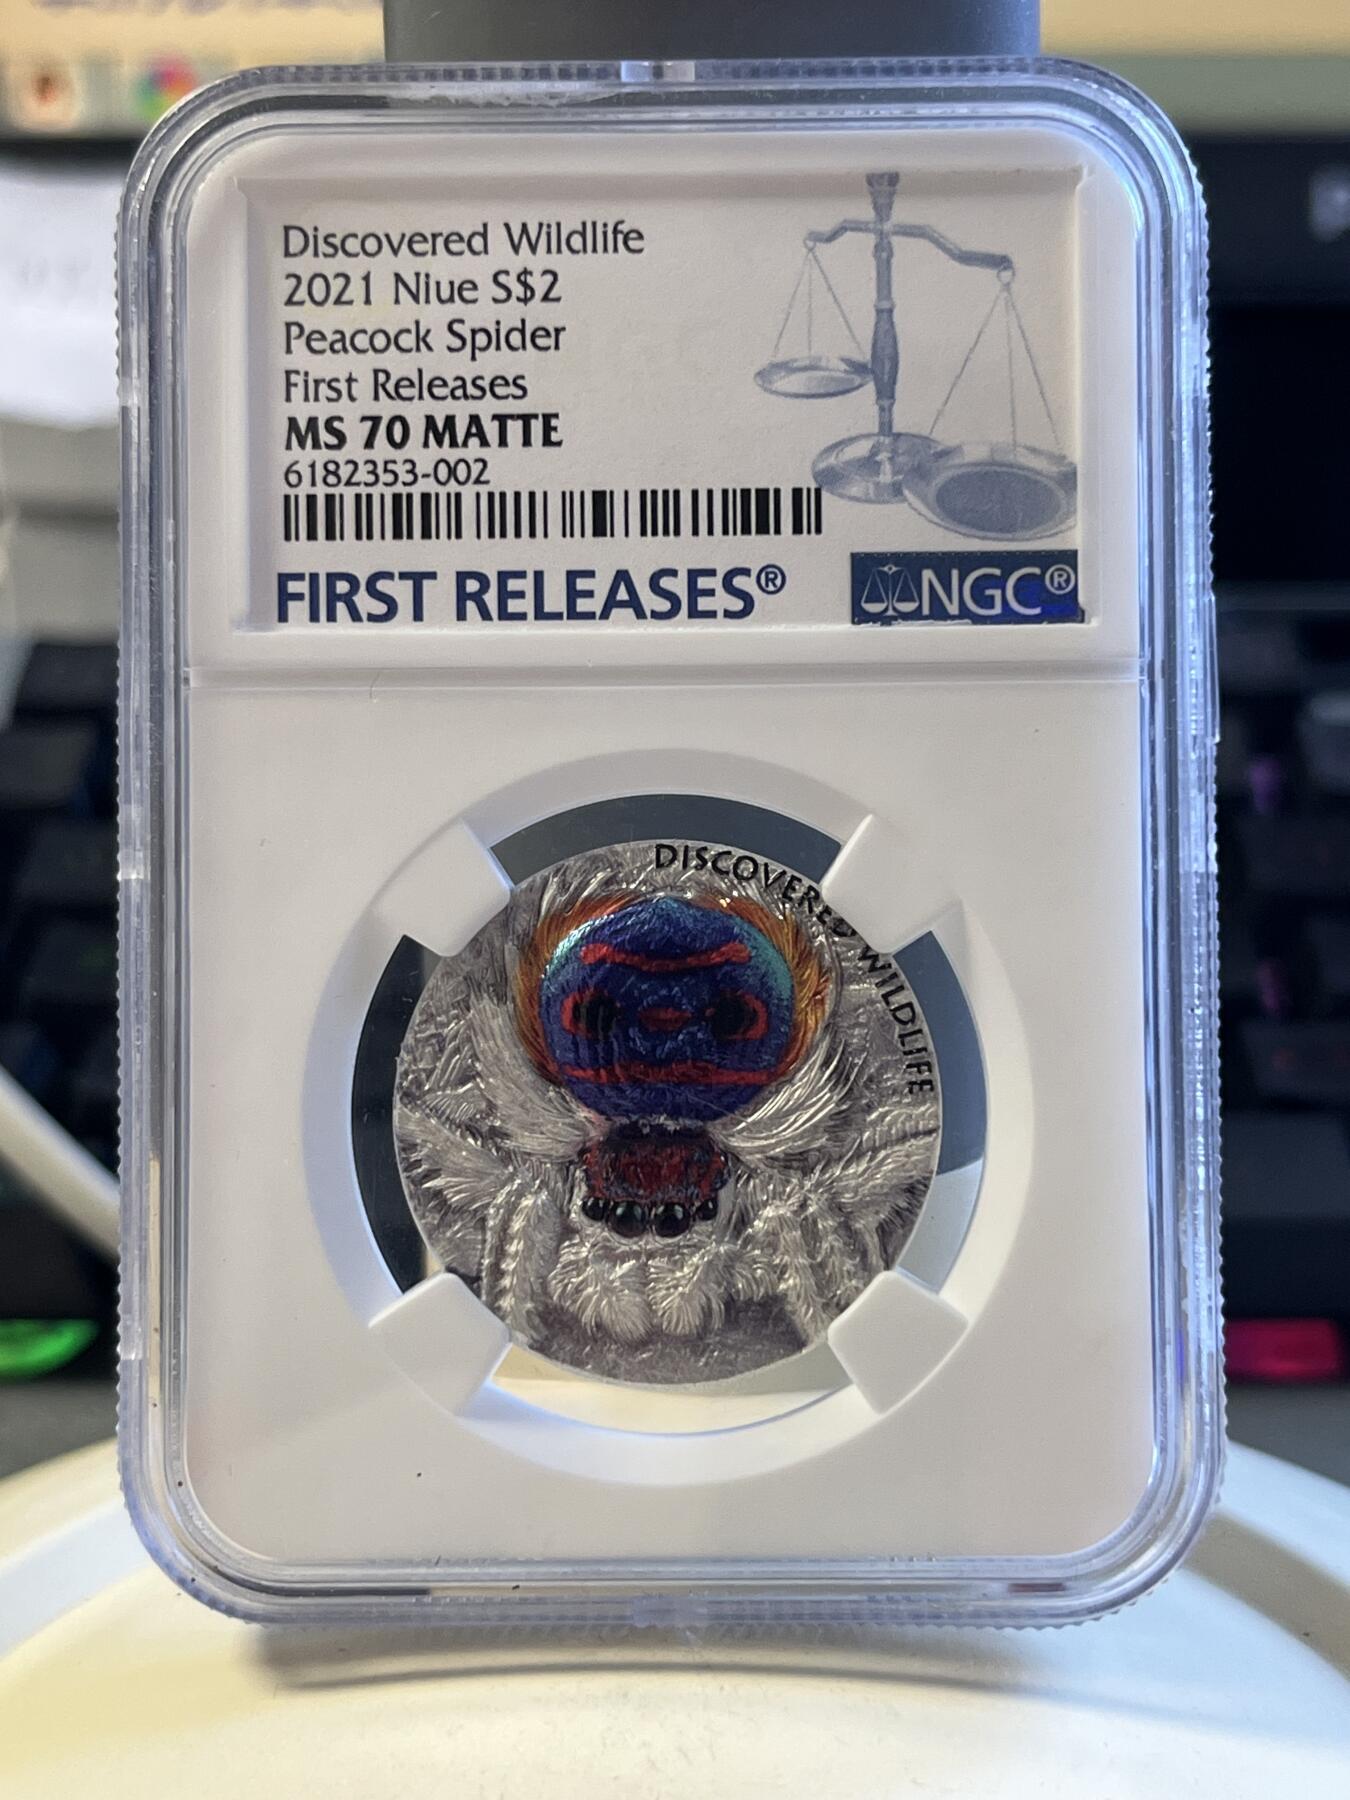 Discovered Wildlife
2021 Niue S$2
Peacock Spider
First Releases
MS 70 MATTE
6182353-002
FIRST RELEASES®
NGC®
DISCOVERED WILDLIFE